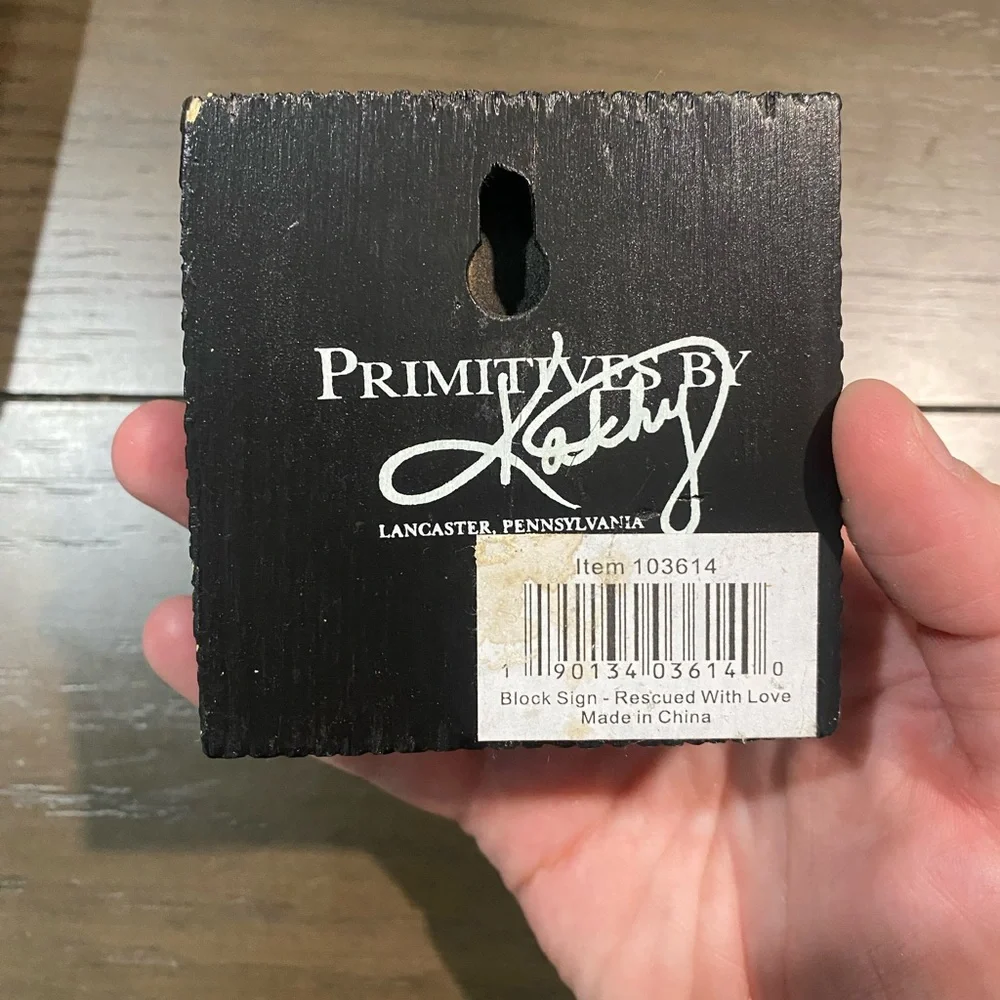 PRIMITIVES BY
Kathy
LANCASTER, PENNSYLVANIA
Item 103614
1 90134 03614 0
Block Sign - Rescued With Love
Made in China